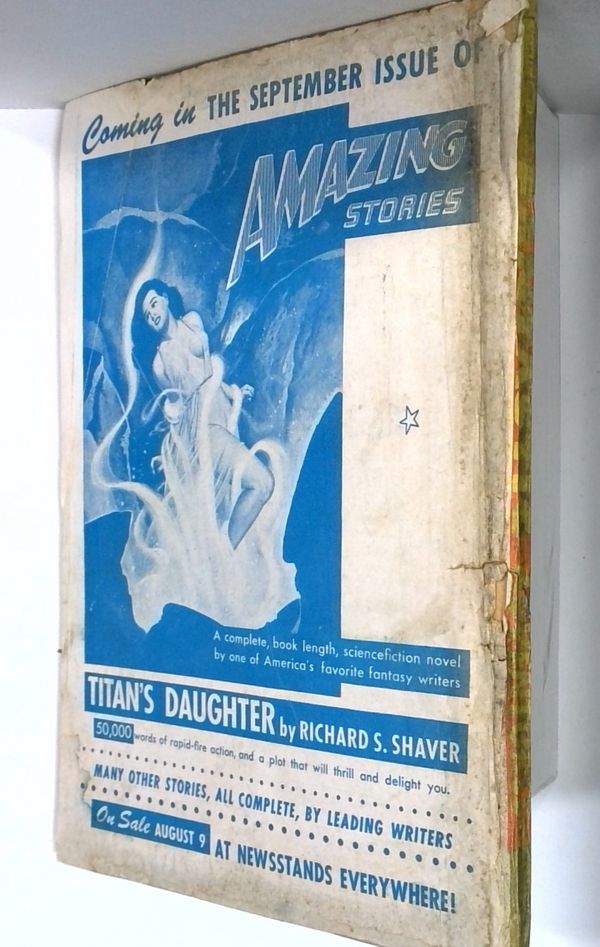 Coming in THE SEPTEMBER ISSUE OF
AMAZING
STORIES
A complete, book length, sciencefiction novel
by one of America's favorite fantasy writers
TITAN'S DAUGHTER by RICHARD S. SHAVER
50,000 words of rapid-fire action, and a plot that will thrill and delight you.
MANY OTHER STORIES, ALL COMPLETE, BY LEADING WRITERS
On Sale AUGUST 9 AT NEWSSTANDS EVERYWHERE!